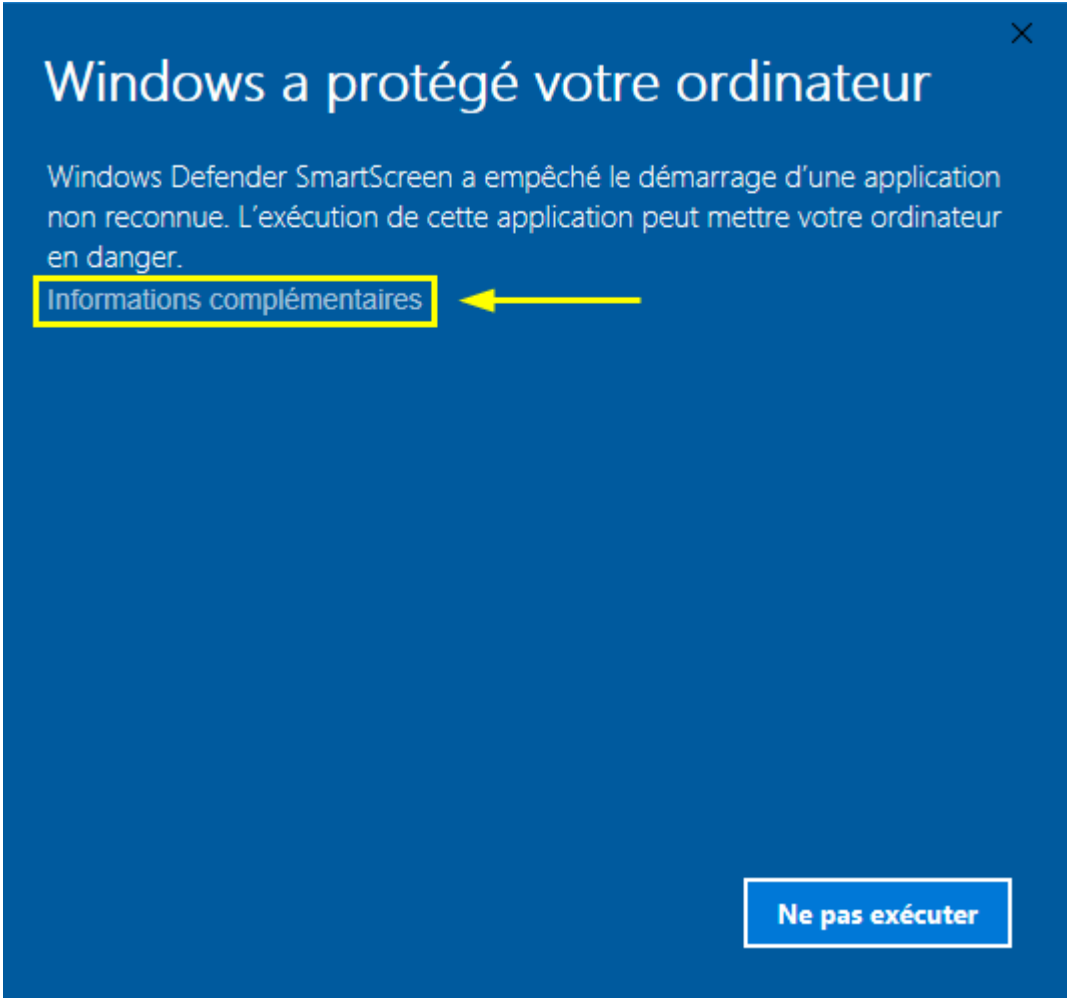 Windows a protégé votre ordinateur
Windows Defender SmartScreen a empêché le démarrage d’une application
non reconnue. L’exécution de cette application peut mettre votre ordinateur
en danger.
Informations complémentaires
Ne pas exécuter